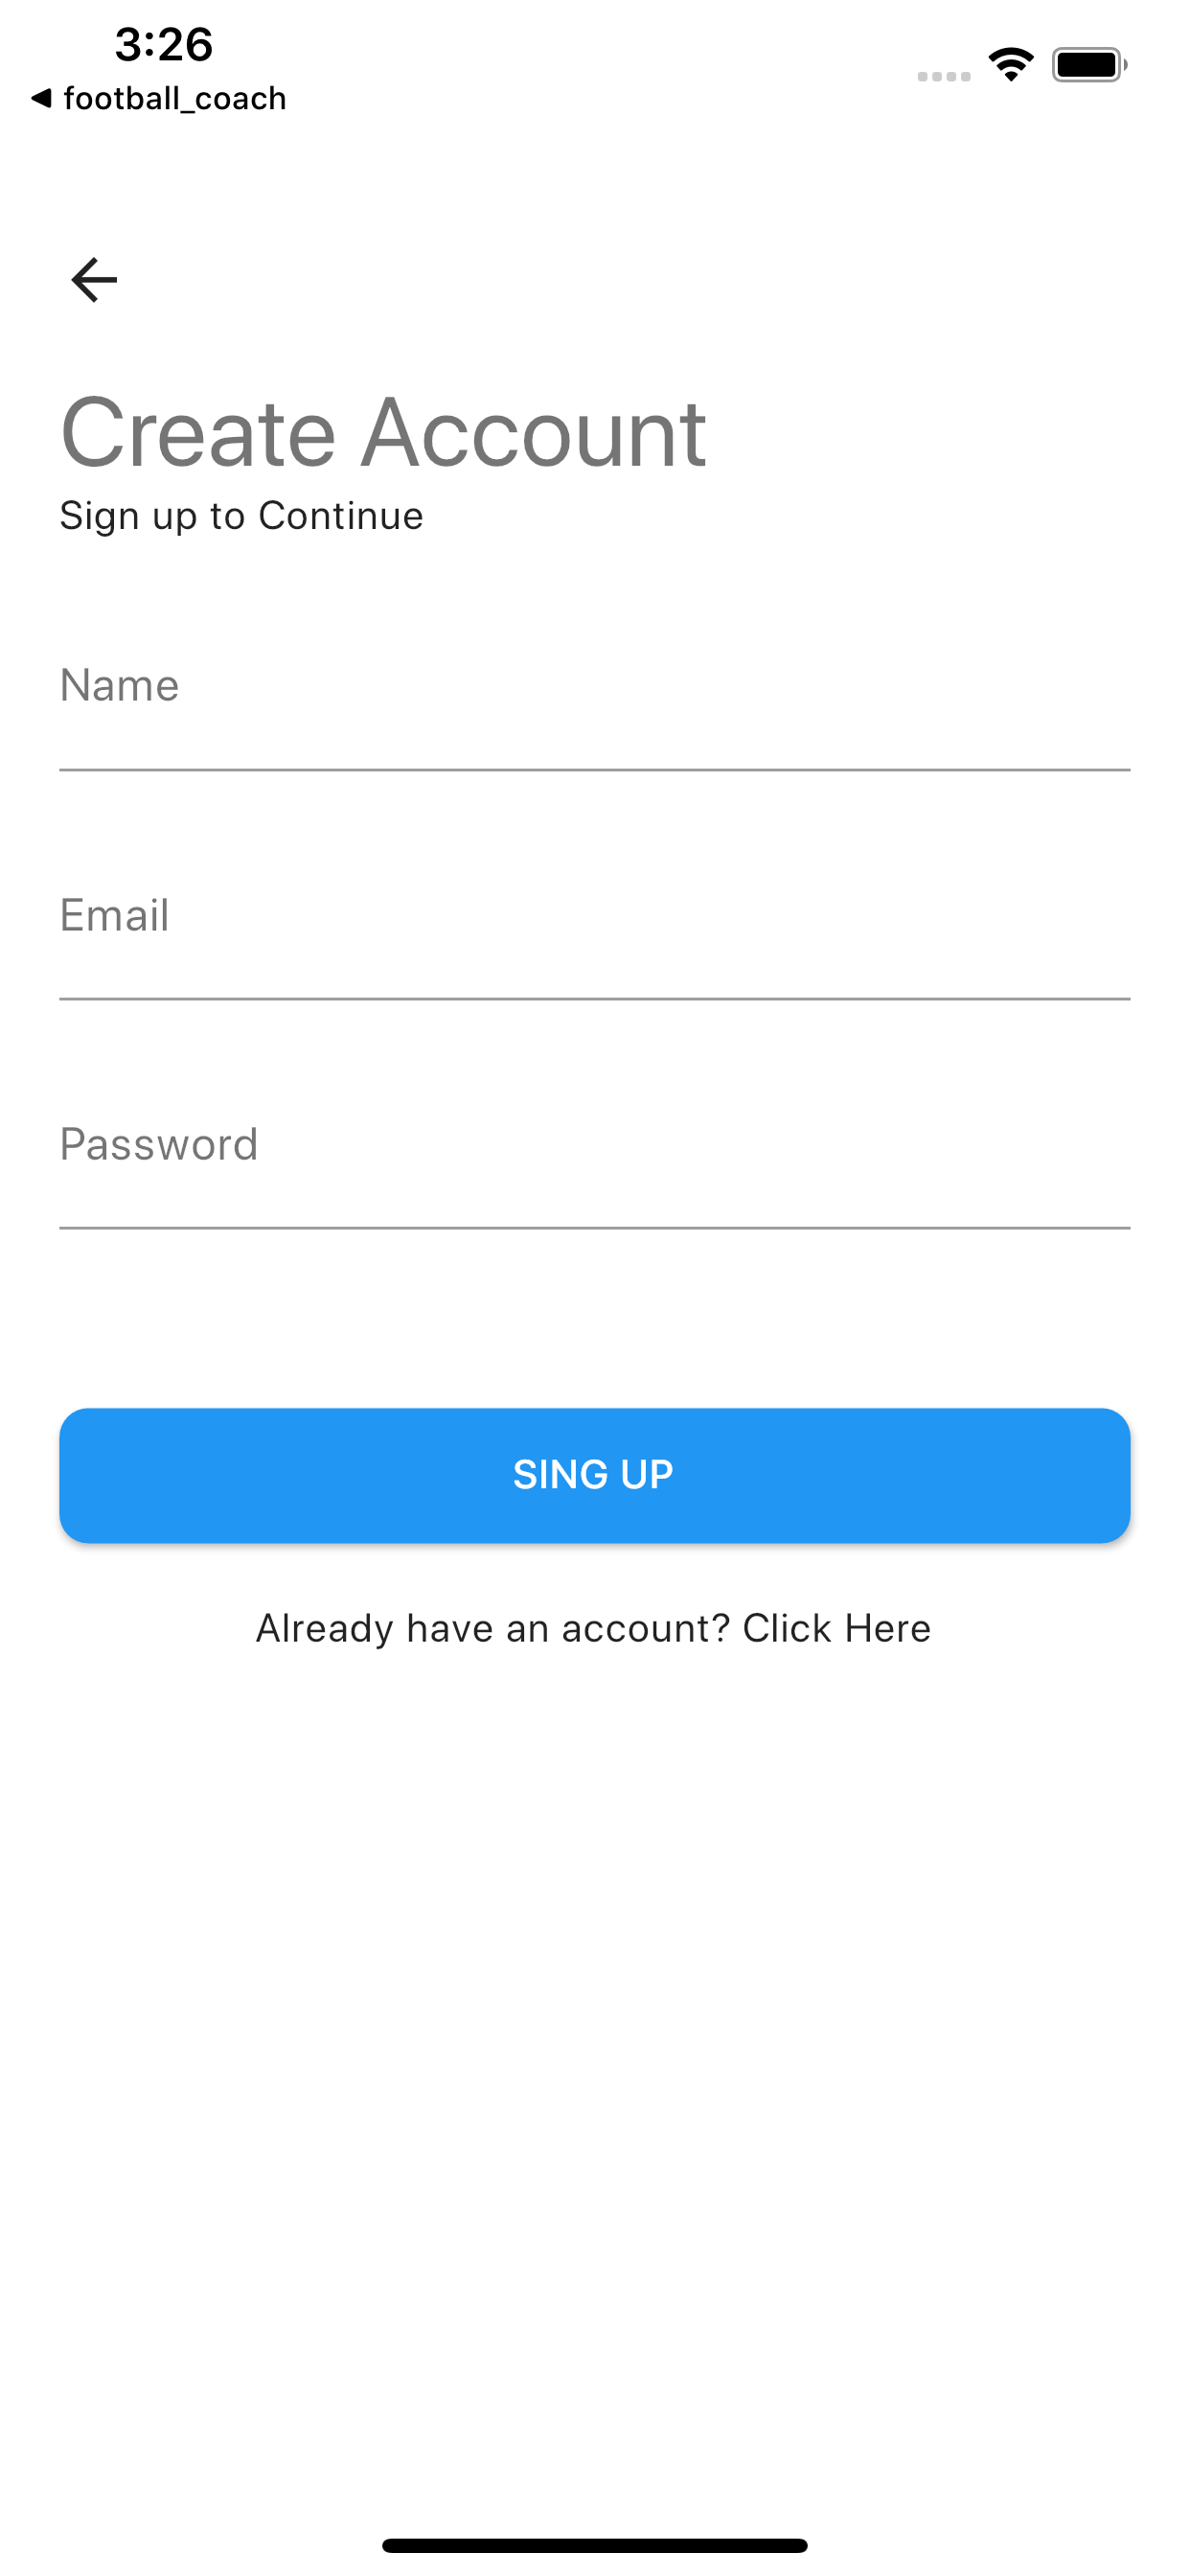 3:26
football_coach
Create Account
Sign up to Continue
Name
Email
Password
SING UP
Already have an account? Click Here